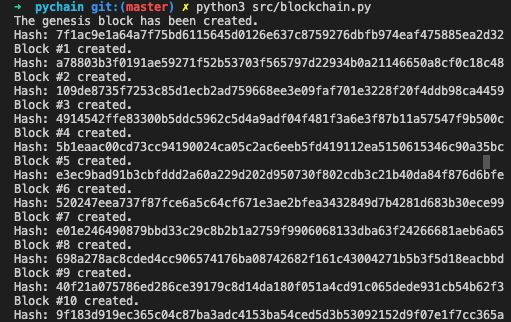 ➜ pychain git:(master) ✗ python3 src/blockchain.py
The genesis block has been created.
Hash: 7f1ac9e1a64a7f75bd6115645d0126e637c8759276dbfb974eaf475885ea2d32
Block #1 created.
Hash: a78803b3f0191ae59271f52b53703f565797d22934b0a21146650a8cf0c18c48
Block #2 created.
Hash: 109de8735f7253c85d1ecb2ad759668ee3e09faf701e3228f20f4ddb98ca4459
Block #3 created.
Hash: 4914542ffe83300b5ddc5962c5d4a9adf04f481f3a6e3f87b11a57547f9b500c
Block #4 created.
Hash: 5b1eaac00cd73cc94190024ca05c2ac6eeb5fd419112ea5150615346c90a35bc
Block #5 created.
Hash: e3ec9bad91b3cbfddd2a60a229d202d950730f802cdb3c21b40da84f876d6bfe
Block #6 created.
Hash: 520247eea737f87fce6a5c64cf671e3ae2bfea3432849d7b4281d683b30ece99
Block #7 created.
Hash: e01e246490879bbd33c29c8b2b1a2759f9906068133dba63f24266681aeb6a65
Block #8 created.
Hash: 698a278ac8cded4cc906574176ba08742682f161c43004271b5b3f5d18eacbbd
Block #9 created.
Hash: 40f21a075786ed286ce39179c8d14da180f051a4cd91c065dede931cb54b62f3
Block #10 created.
Hash: 9f183d919ec365c04c87ba3adc4153ba54ced5d3b53092152d9f07e1f7cc365a